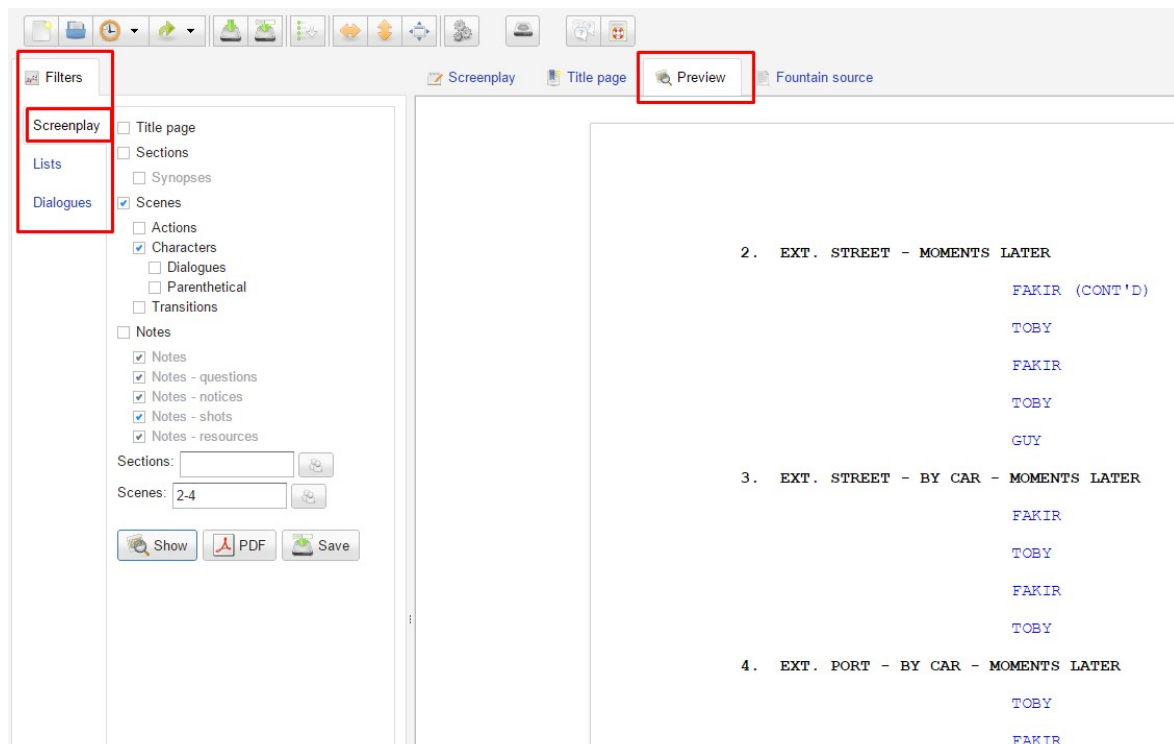 Filters
Screenplay
Title page
Preview
Fountain source
Screenplay
Lists
Dialogues
Title page
Sections
Synopses
Scenes
Actions
Characters
Dialogues
Parenthetical
Transitions
Notes
Notes
Notes - questions
Notes - notices
Notes - shots
Notes - resources
Sections:
Scenes: 2-4
Show
PDF
Save
2. EXT. STREET - MOMENTS LATER
FAKIR (CONT'D)
TOBY
FAKIR
TOBY
GUY
3. EXT. STREET - BY CAR - MOMENTS LATER
FAKIR
TOBY
FAKIR
TOBY
4. EXT. PORT - BY CAR - MOMENTS LATER
TOBY
FAKIR